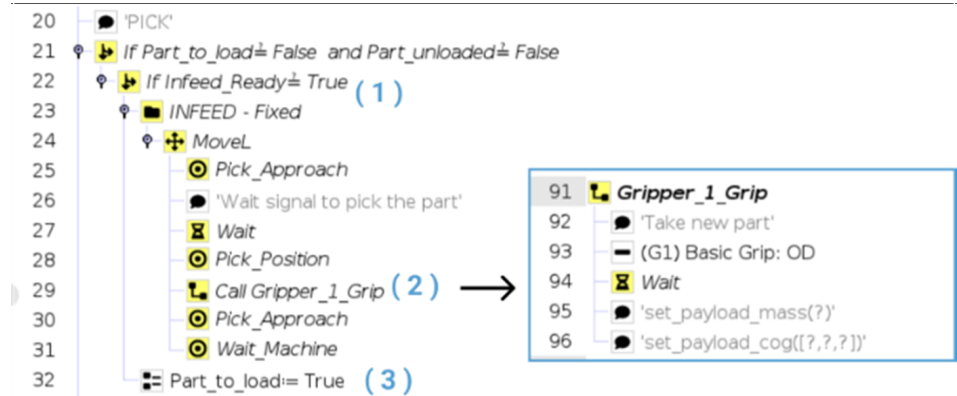 20 'PICK'
21 If Part_to_load≟ False and Part_unloaded≟ False
22 If Infeed_Ready≟ True
(1)
23 INFEED - Fixed
24 MoveL
25 Pick_Approach
26 'Wait signal to pick the part'
27 Wait
28 Pick_Position
29 Call Gripper_1_Grip (2)
30 Pick_Approach
31 Wait_Machine
32 Part_to_load:= True (3)
91 Gripper_1_Grip
92 'Take new part'
93 (G1) Basic Grip: OD
94 Wait
95 'set_payload_mass(?)'
96 'set_payload_cog([?,?,?])'